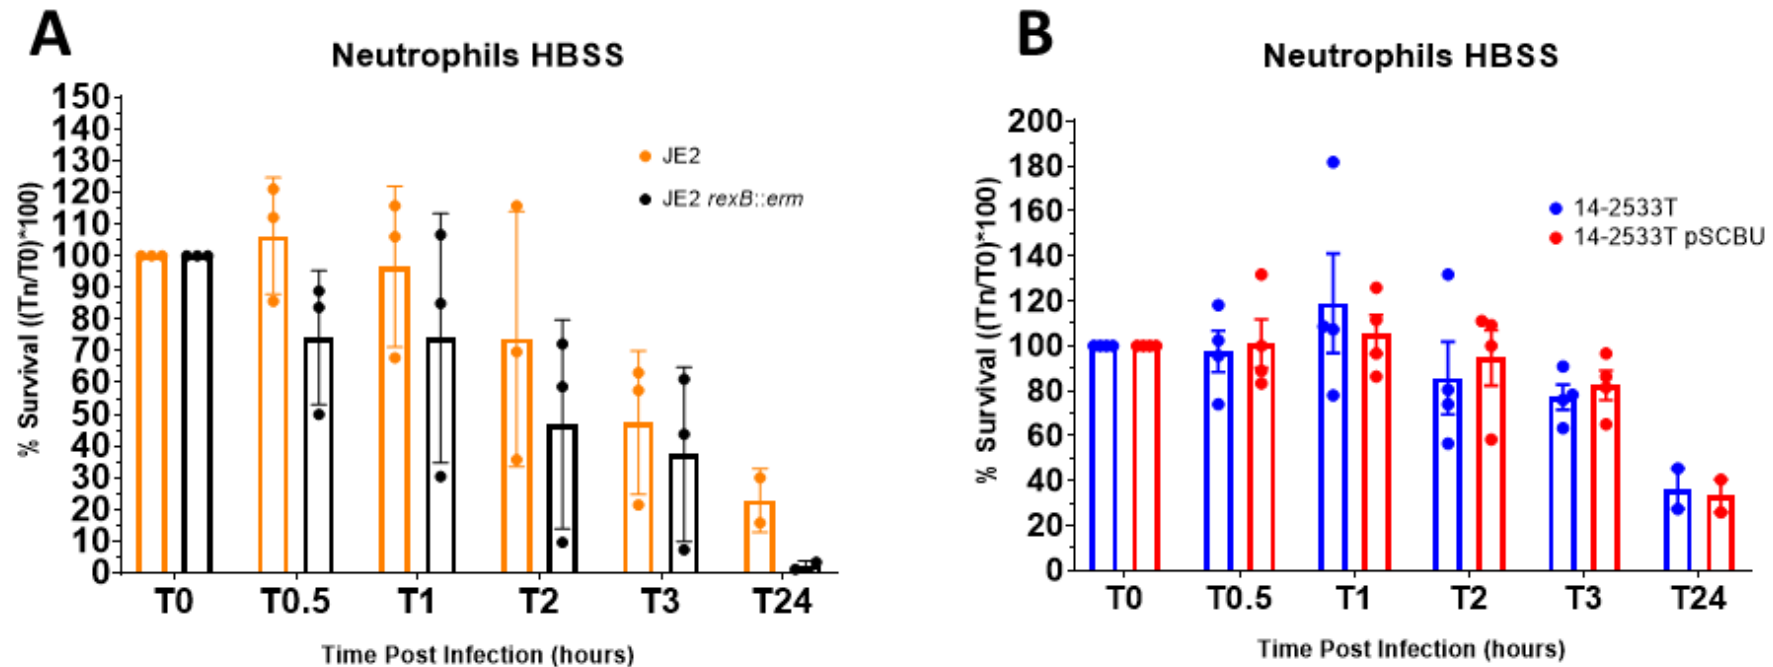 A
Neutrophils HBSS
% Survival ((Tn/T0)*100)
150
140
130
120
110
100
90
80
70
60
50
40
30
20
10
0
JE2
JE2 rexB::erm
T0 T0.5 T1 T2 T3 T24
Time Post Infection (hours)
B
Neutrophils HBSS
% Survival ((Tn/T0)*100)
200
180
160
140
120
100
80
60
40
20
0
14-2533T
14-2533T pSCBU
T0 T0.5 T1 T2 T3 T24
Time Post Infection (hours)